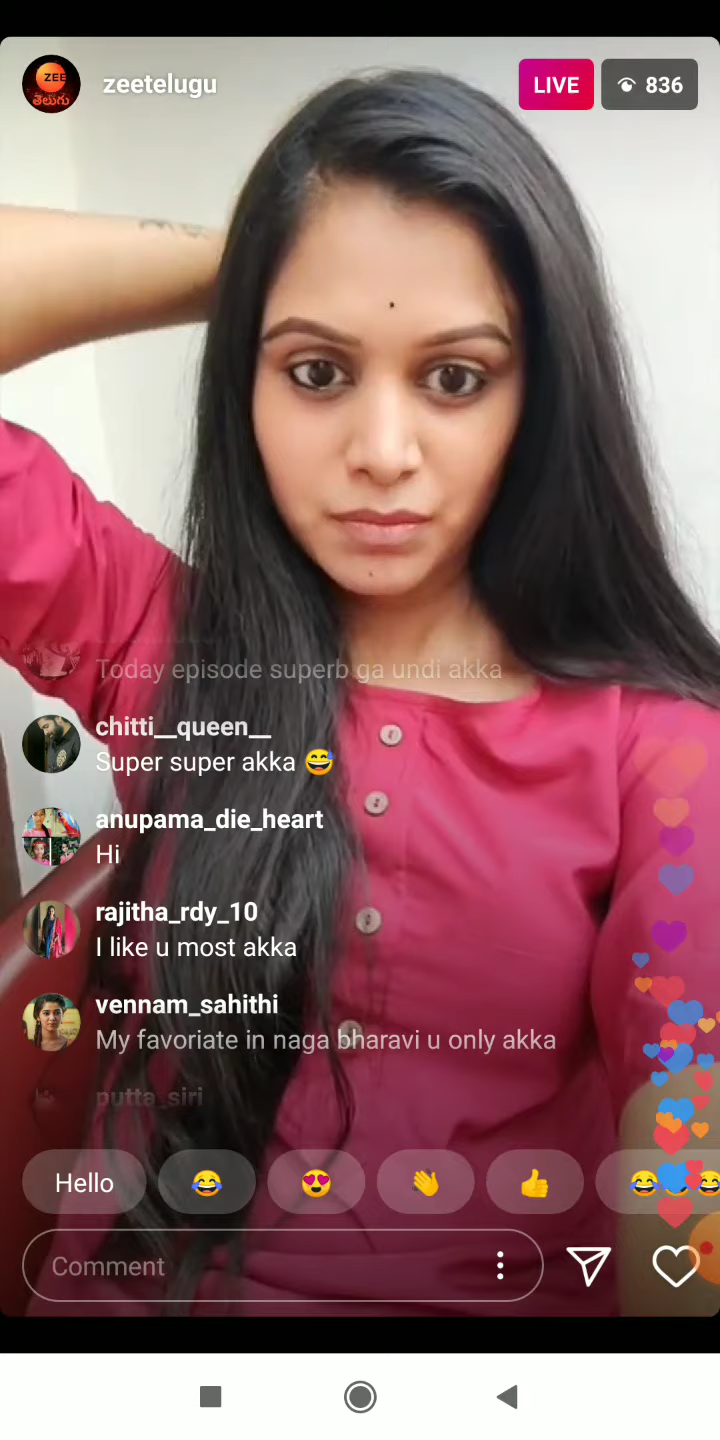 ZEE
తెలుగు
zeetelugu
LIVE
836
Today episode superb ga undi akka
chitti__queen__
Super super akka 😅
anupama_die_heart
Hi
rajitha_rdy_10
I like u most akka
vennam_sahithi
My favoriate in naga bharavi u only akka
putta_siri
Hello
Comment